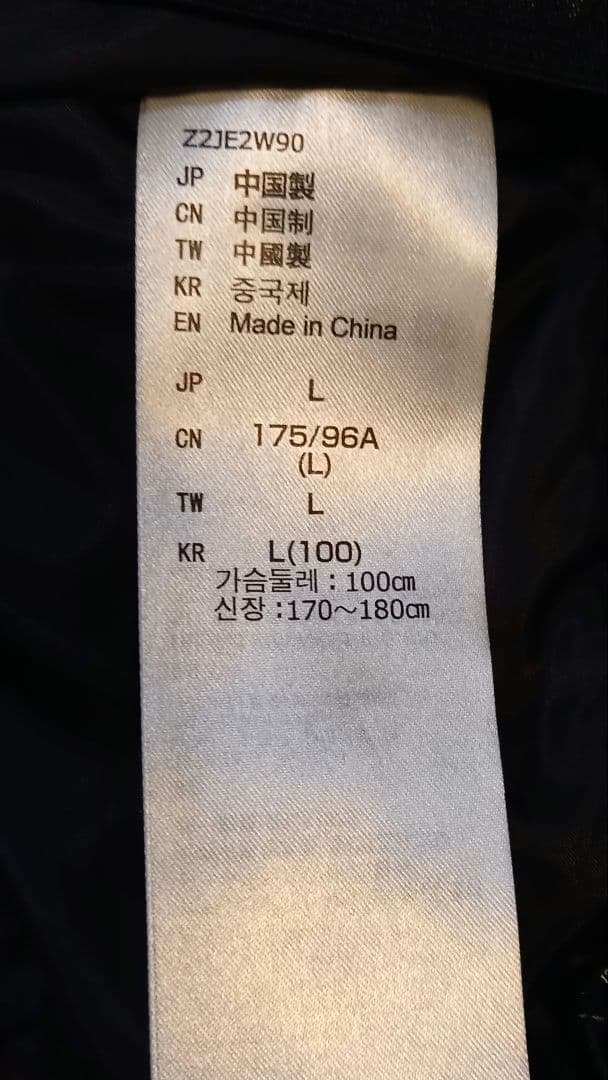 Z2JE2W90
JP 中国製
CN 中国制
TW 中國製
KR 중국제
EN Made in China
JP L
CN 175/96A
(L)
TW L
KR L(100)
가슴둘레 : 100㎝
신장 :170～180㎝